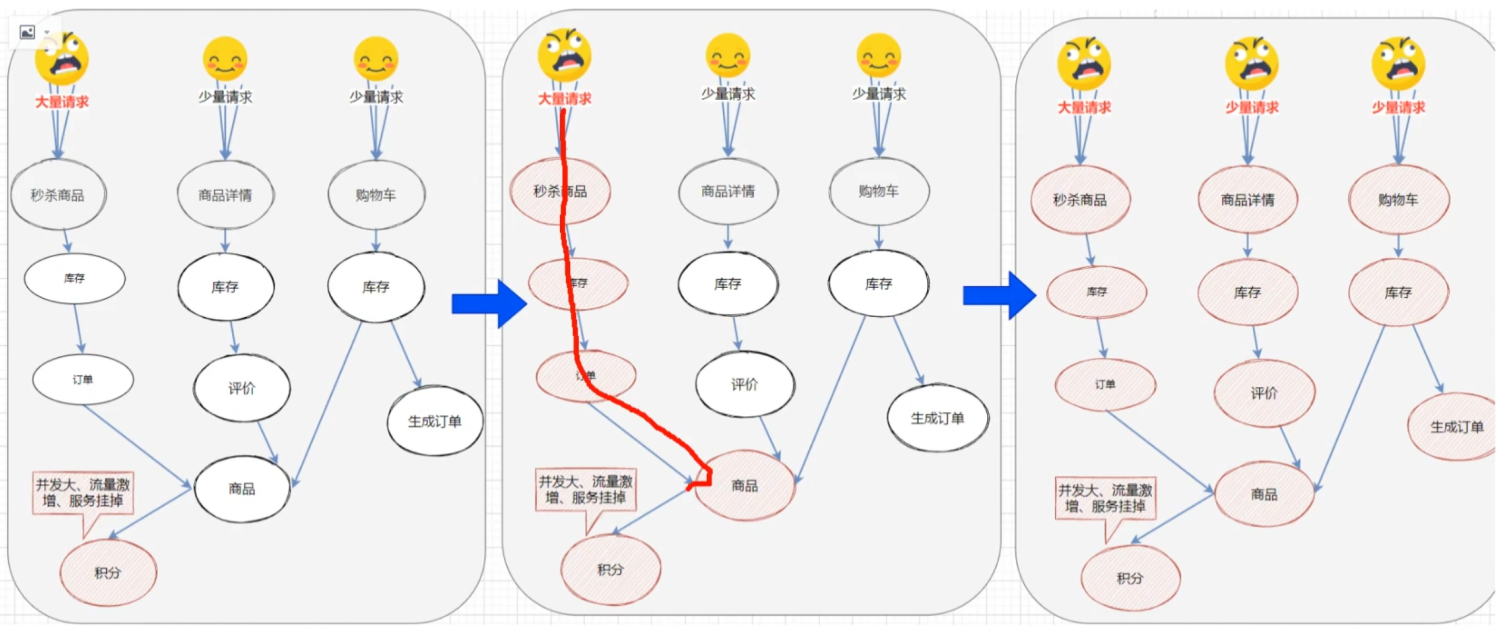 大量请求
少量请求
少量请求
秒杀商品
商品详情
购物车
库存
库存
库存
订单
评价
生成订单
商品
并发大、流量激
增、服务挂掉
积分
大量请求
少量请求
少量请求
秒杀商品
商品详情
购物车
库存
库存
库存
订单
评价
生成订单
商品
并发大、流量激
增、服务挂掉
积分
大量请求
少量请求
少量请求
秒杀商品
商品详情
购物车
库存
库存
库存
订单
评价
生成订单
商品
并发大、流量激
增、服务挂掉
积分